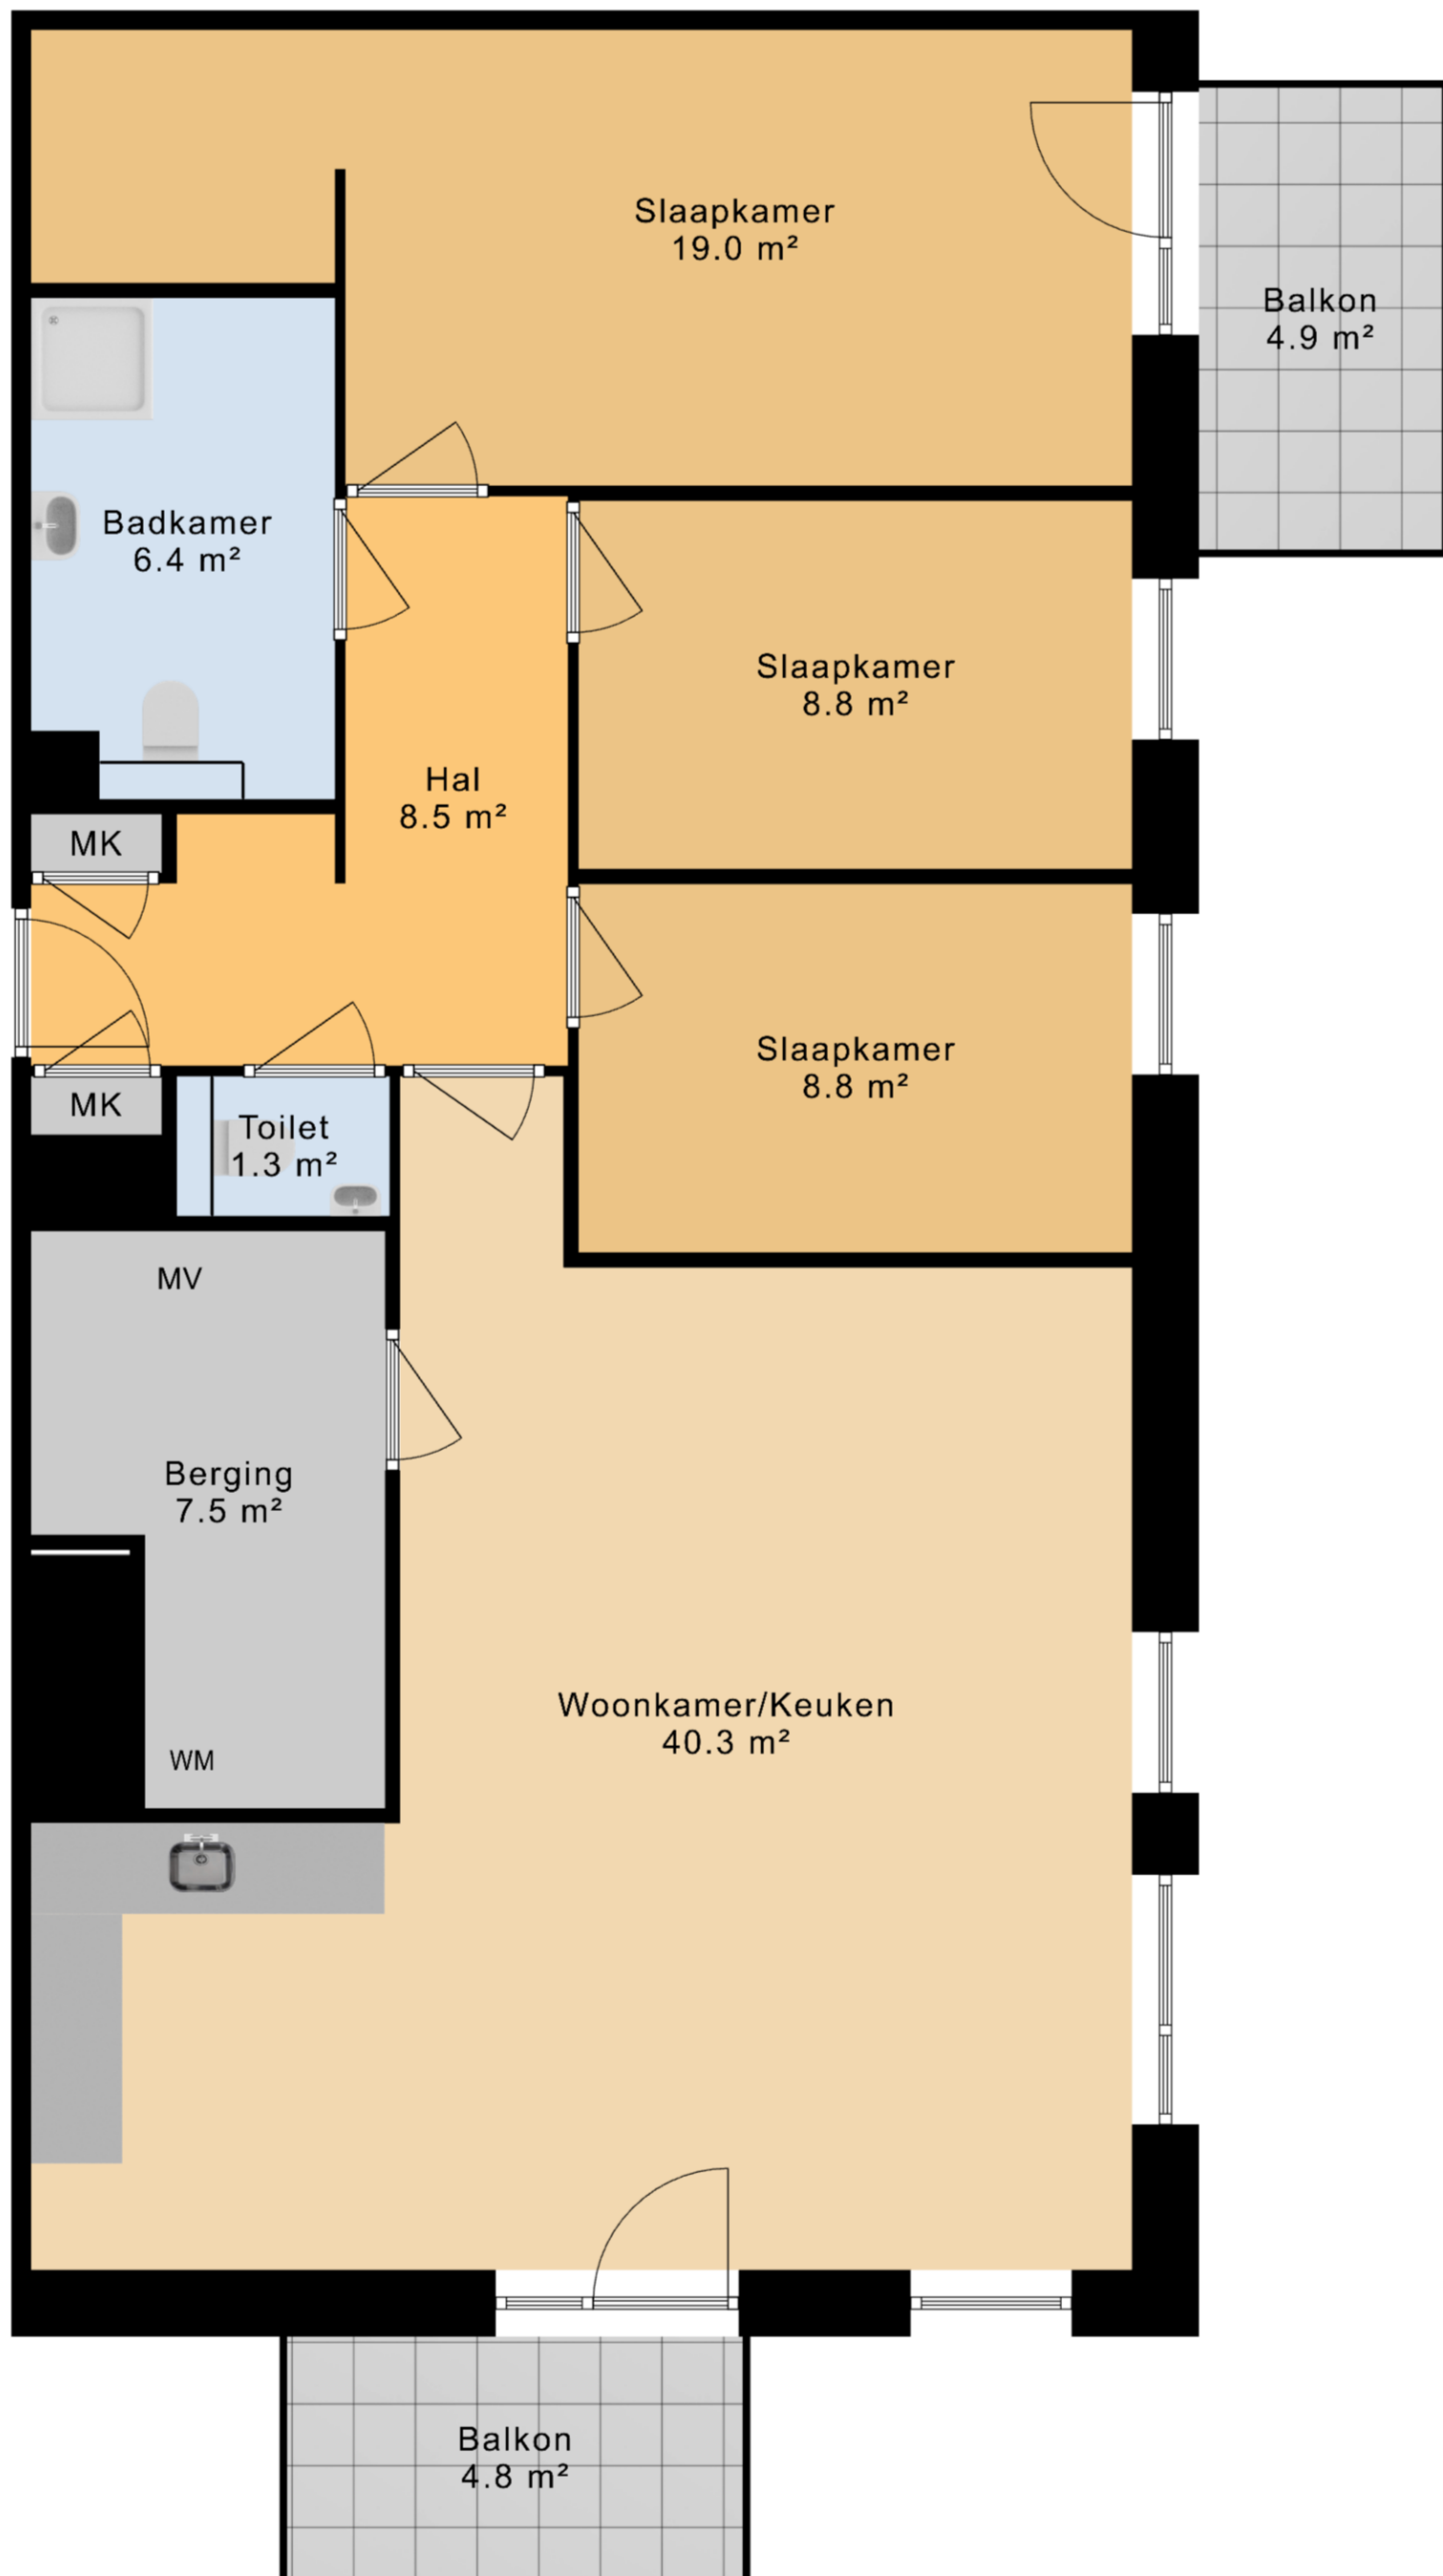 Slaapkamer
19.0 m²
Balkon
4.9 m²
Badkamer
6.4 m²
Slaapkamer
8.8 m²
Hal
8.5 m²
MK
Slaapkamer
8.8 m²
MK
Toilet
1.3 m²
MV
Berging
7.5 m²
Woonkamer/Keuken
40.3 m²
WM
Balkon
4.8 m²